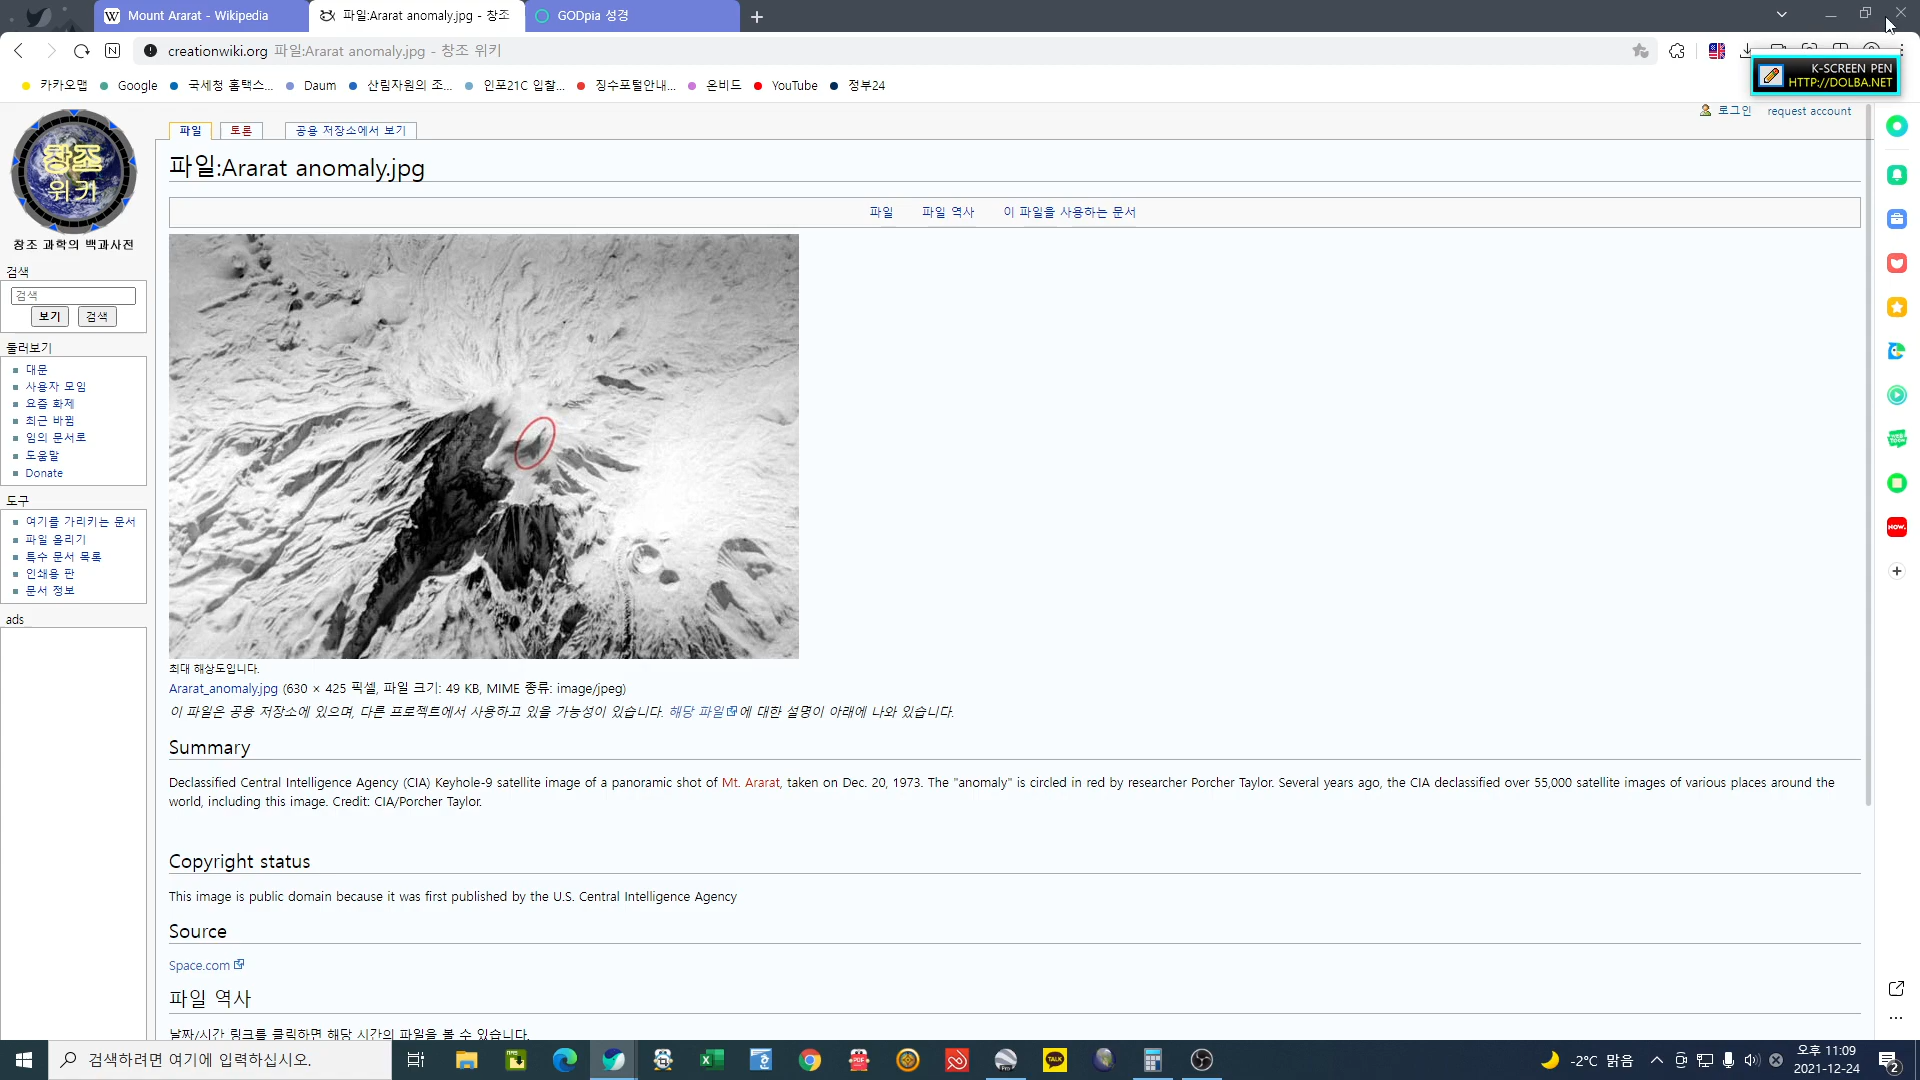 Mount Ararat - Wikipedia
파일:Ararat anomaly.jpg - 창조
GODpia 성경
creationwiki.org 파일:Ararat anomaly.jpg - 창조 위키
카카오맵
Google
국세청 홈택스...
Daum
산림자원의 조...
인포21C 입찰...
징수포털안내...
온비드
YouTube
정부24
K-SCREEN PEN
HTTP://DOLBA.NET
로그인
request account
창조
위키
창조 과학의 백과사전
검색
검색
보기
검색
둘러보기
대문
사용자 모임
요즘 화제
최근 바뀜
임의 문서로
도움말
Donate
도구
여기를 가리키는 문서
파일 올리기
특수 문서 목록
인쇄용 판
문서 정보
ads
파일
토론
공용 저장소에서 보기
파일:Ararat anomaly.jpg
파일
파일 역사
이 파일을 사용하는 문서
최대 해상도입니다.
Ararat_anomaly.jpg (630 × 425 픽셀, 파일 크기: 49 KB, MIME 종류: image/jpeg)
이 파일은 공용 저장소에 있으며, 다른 프로젝트에서 사용하고 있을 가능성이 있습니다. 해당 파일에 대한 설명이 아래에 나와 있습니다.
Summary
Declassified Central Intelligence Agency (CIA) Keyhole-9 satellite image of a panoramic shot of Mt. Ararat, taken on Dec. 20, 1973. The "anomaly" is circled in red by researcher Porcher Taylor. Several years ago, the CIA declassified over 55,000 satellite images of various places around the
world, including this image. Credit: CIA/Porcher Taylor.
Copyright status
This image is public domain because it was first published by the U.S. Central Intelligence Agency
Source
Space.com
파일 역사
날짜/시간 링크를 클릭하면 해당 시간의 파일을 볼 수 있습니다.
WEB
TOON
NOW.
검색하려면 여기에 입력하십시오.
PDF
Pro
TALK
-2°C 맑음
오후 11:09
2021-12-24
2